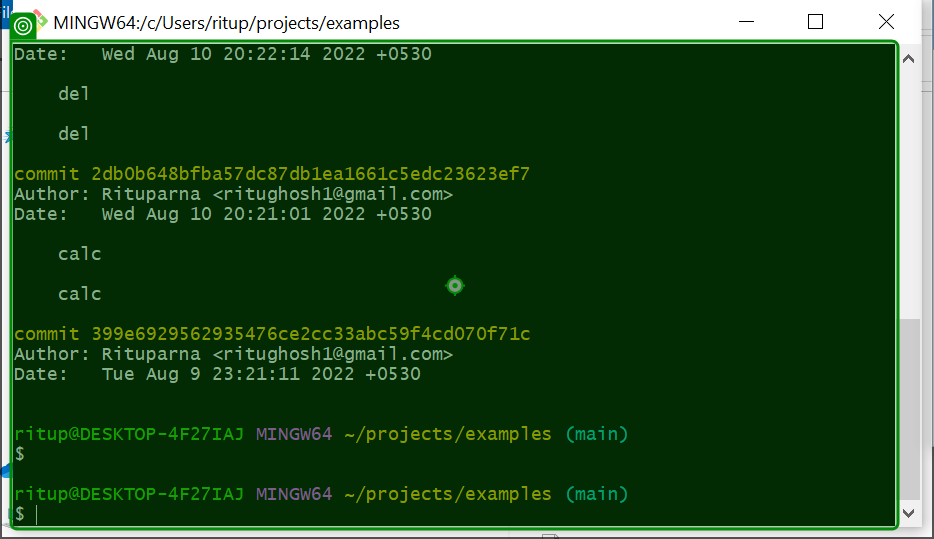 MINGW64:/c/Users/ritup/projects/examples
Date:   Wed Aug 10 20:22:14 2022 +0530
del
del
commit 2db0b648bfba57dc87db1ea1661c5edc23623ef7
Author: Rituparna <ritughosh1@gmail.com>
Date:   Wed Aug 10 20:21:01 2022 +0530
calc
calc
commit 399e6929562935476ce2cc33abc59f4cd070f71c
Author: Rituparna <ritughosh1@gmail.com>
Date:   Tue Aug 9 23:21:11 2022 +0530
ritup@DESKTOP-4F27IAJ MINGW64 ~/projects/examples (main)
$
ritup@DESKTOP-4F27IAJ MINGW64 ~/projects/examples (main)
$